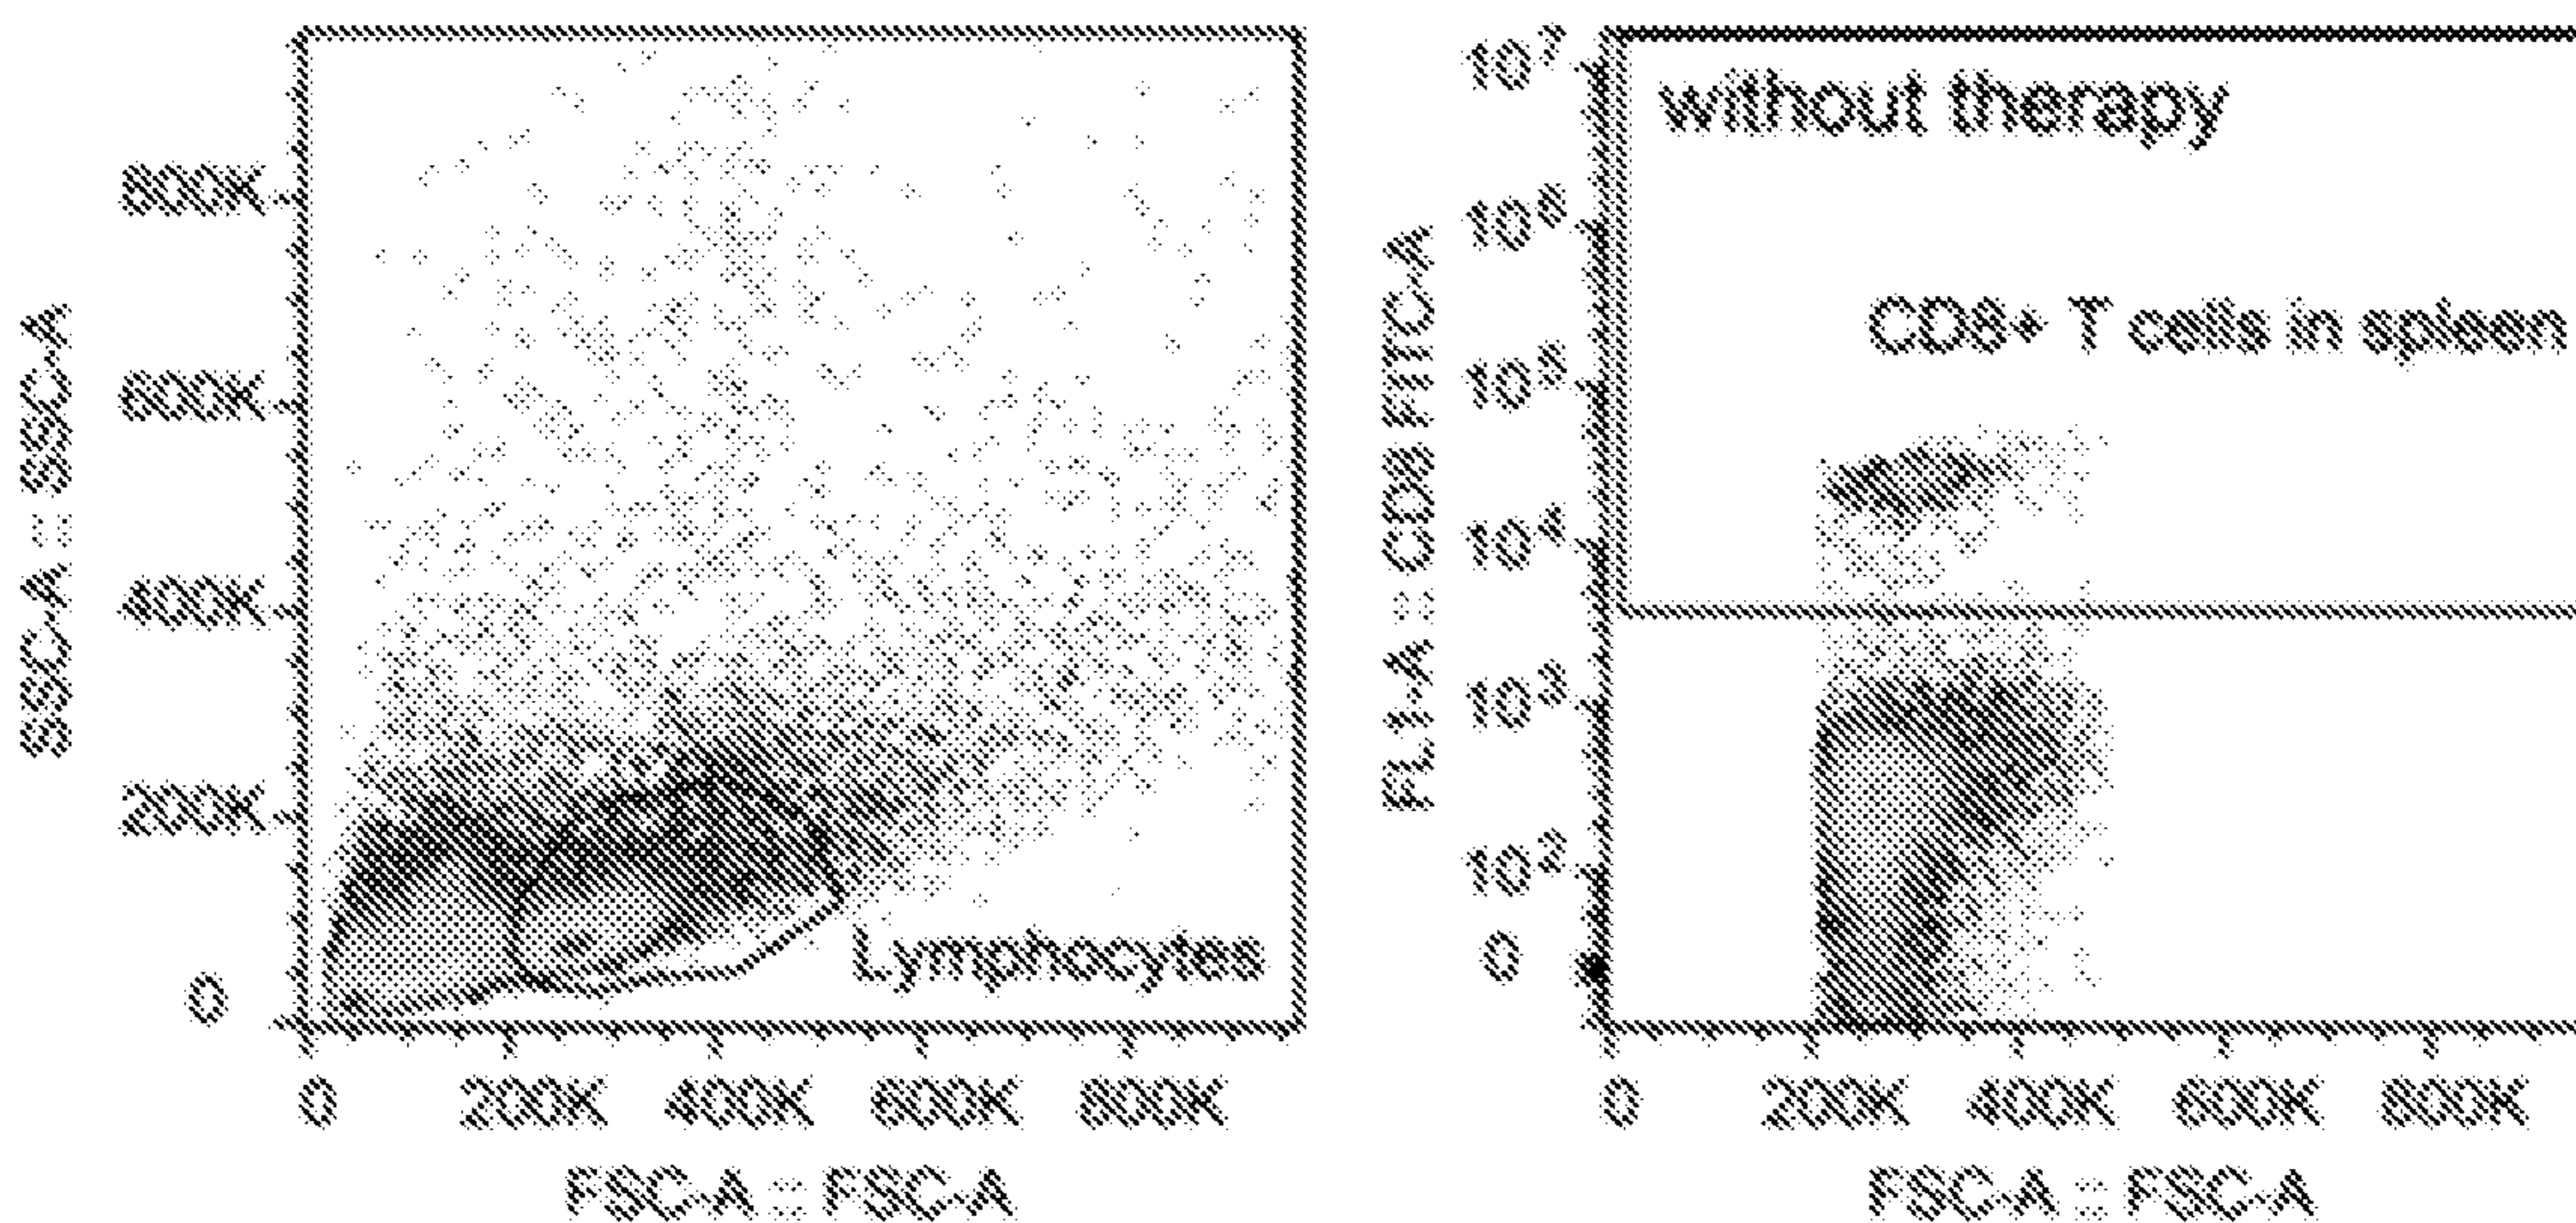 SSC-A :: SSC-A
800K
600K
400K
200K
0
0 200K 400K 600K 800K
FSC-A :: FSC-A
Lymphocytes
FL1-A :: CD8 FITC-A
10⁷
10⁶
10⁵
10⁴
10³
10²
0
without therapy
CD8+ T cells in spleen
0 200K 400K 600K 800K
FSC-A :: FSC-A